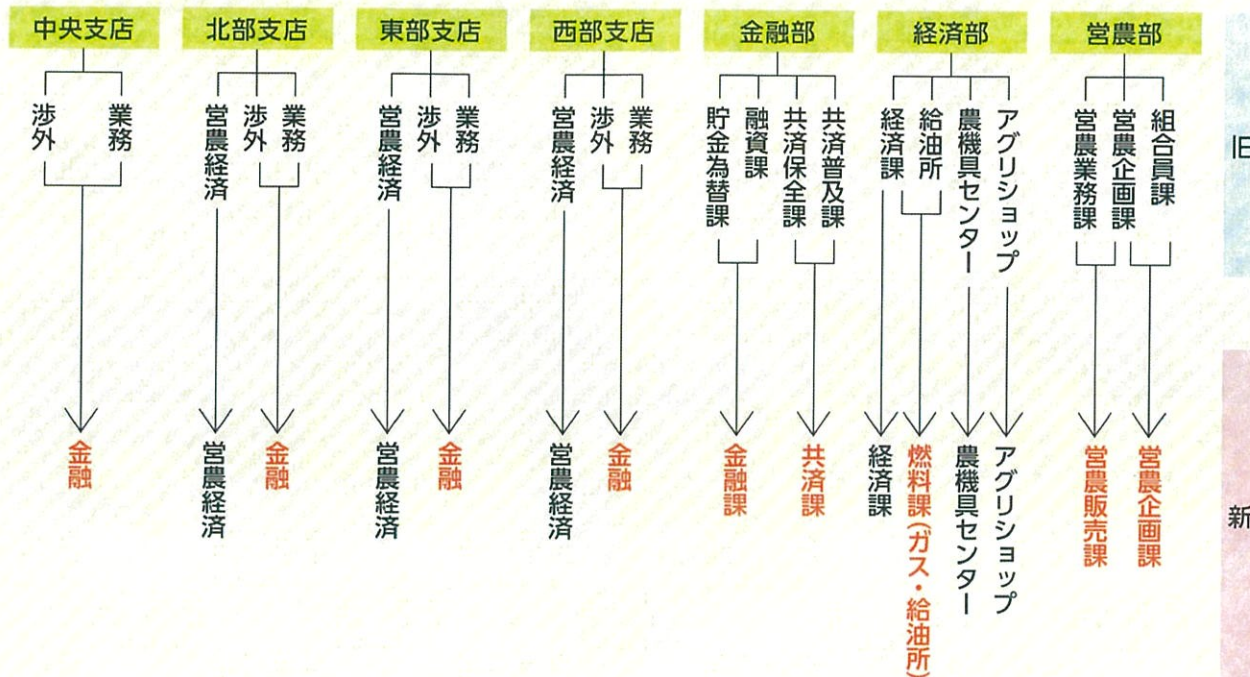 中央支店
北部支店
東部支店
西部支店
金融部
経済部
営農部
旧
渉外
業務
営農経済
渉外
業務
営農経済
渉外
業務
営農経済
渉外
業務
貯金為替課
融資課
共済保全課
共済普及課
経済課
給油所
農機具センター
アグリショップ
営農業務課
営農企画課
組合員課
新
金融
営農経済
金融
営農経済
金融
営農経済
金融
金融課
共済課
経済課
燃料課(ガス・給油所)
農機具センター
アグリショップ
営農販売課
営農企画課